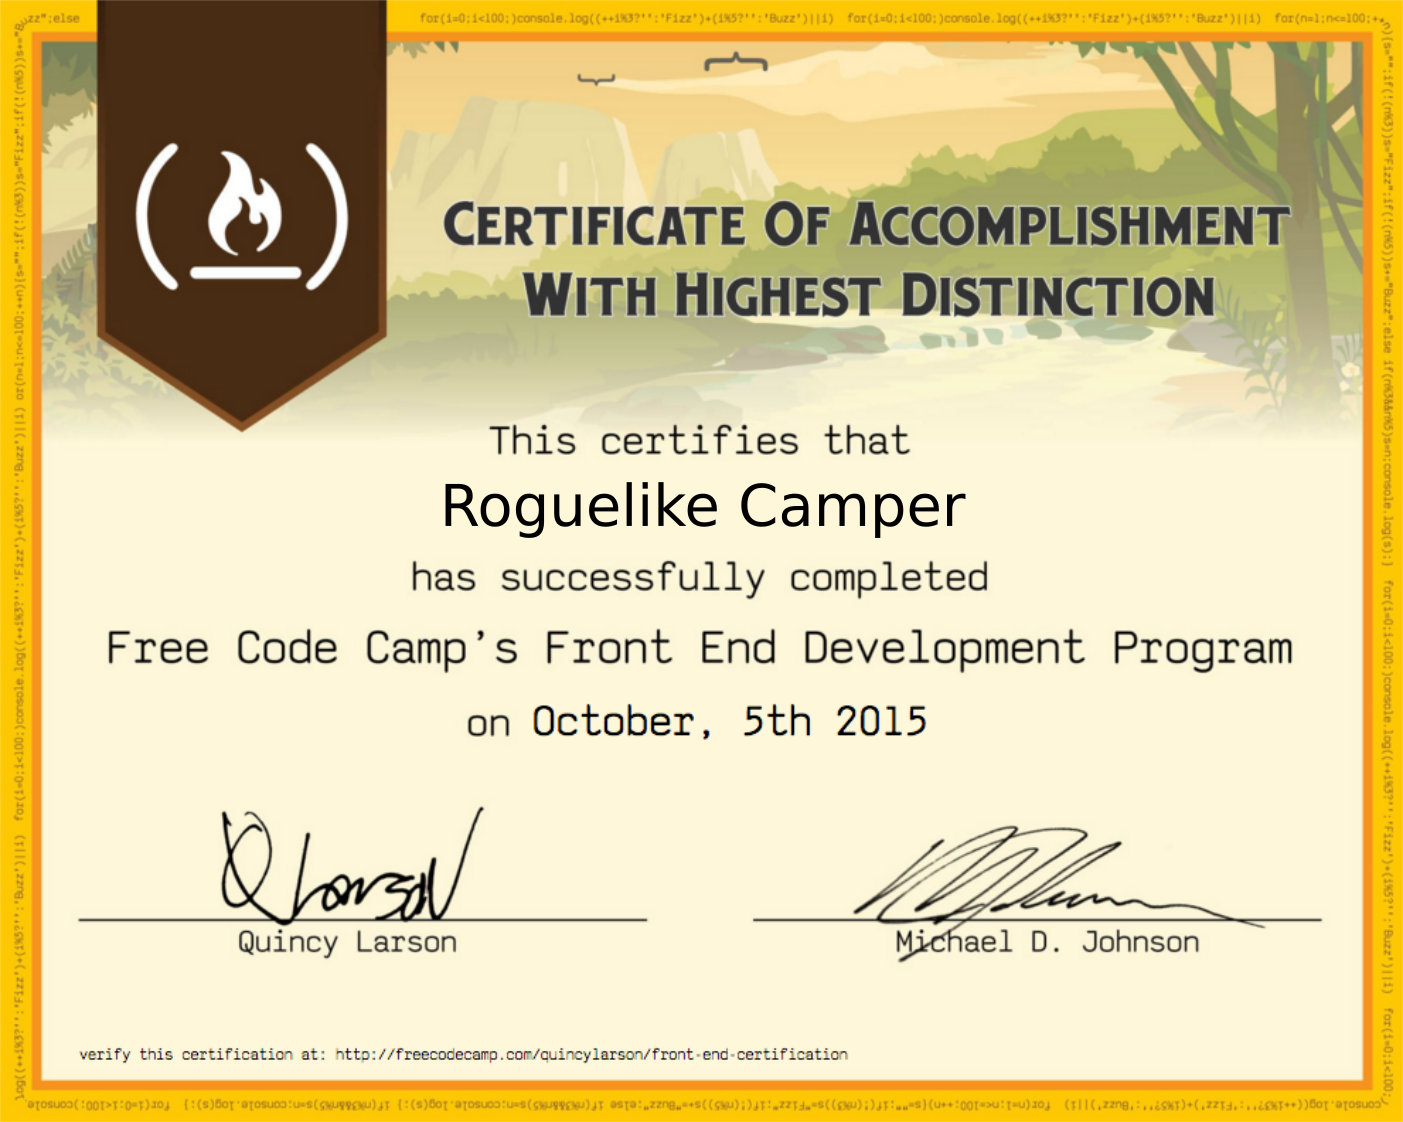 zz";else
for(i=0;i<100;)console.log((++i%3?'':'Fizz')+(i%5?'':'Buzz')||i) for(i=0;i<100;)console.log((++i%3?'':'Fizz')+(i%5?'':'Buzz')||i) for(n=1;n<=100;++
CERTIFICATE OF ACCOMPLISHMENT
WITH HIGHEST DISTINCTION
This certifies that
Roguelike Camper
has successfully completed
Free Code Camp's Front End Development Program
on October, 5th 2015
Quincy Larson
Michael D. Johnson
verify this certification at: http://freecodecamp.com/quincylarson/front-end-certification